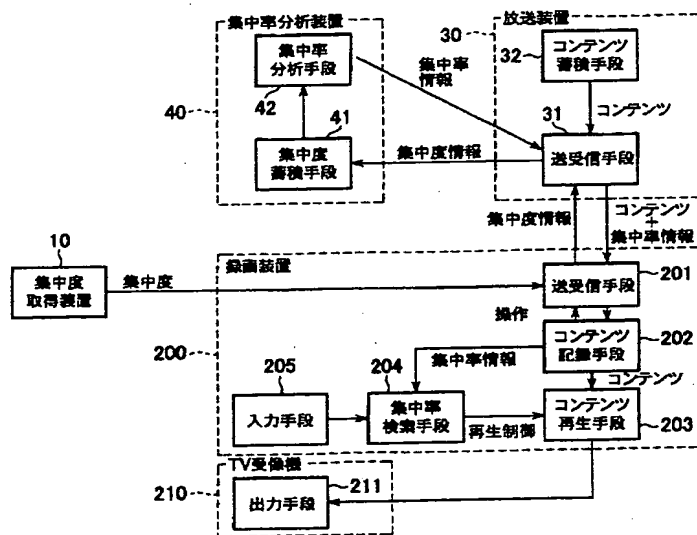 集中率分析装置
集中率
分析手段
42
40
41
集中度
蓄積手段
集中率
情報
集中度情報
放送装置
30
32
コンテンツ
蓄積手段
コンテンツ
31
送受信手段
集中度情報
コンテンツ
+
集中率情報
10
集中度
取得装置
集中度
録画装置
200
送受信手段
201
操作
コンテンツ
記録手段
202
集中率情報
コンテンツ
205
入力手段
204
集中率
検索手段
再生制御
コンテンツ
再生手段
203
TV受像機
210
211
出力手段